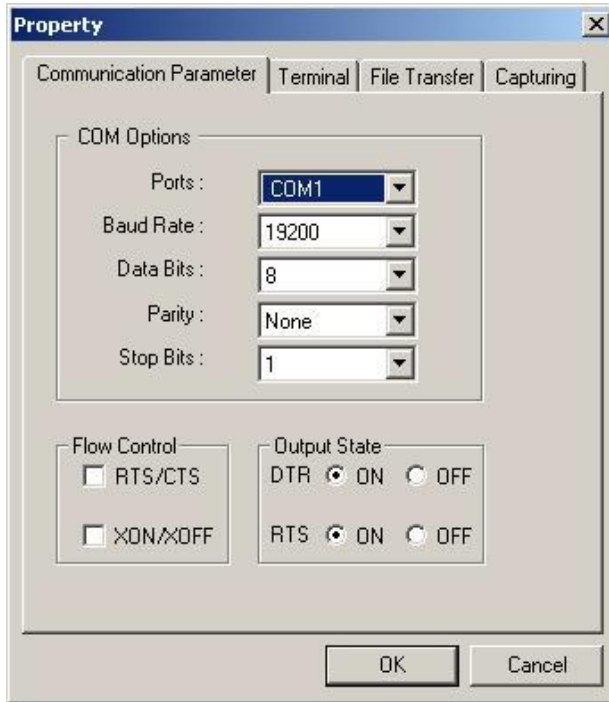 Property
Communication Parameter Terminal File Transfer Capturing
COM Options
Ports : COM1
Baud Rate : 19200
Data Bits : 8
Parity : None
Stop Bits : 1
Flow Control
RTS/CTS
XON/XOFF
Output State
DTR ON OFF
RTS ON OFF
OK Cancel